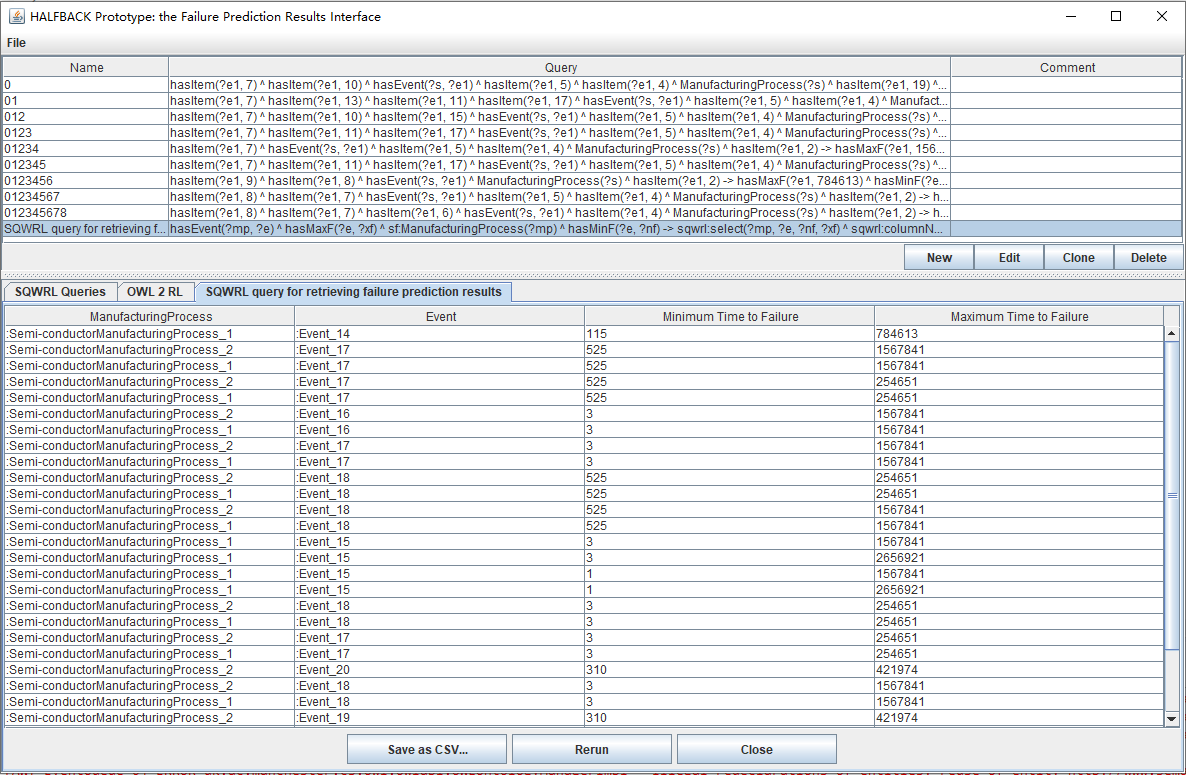 HALFBACK Prototype: the Failure Prediction Results Interface
File
Name Query Comment
0 hasItem(?e1, 7) ^ hasItem(?e1, 10) ^ hasEvent(?s, ?e1) ^ hasItem(?e1, 5) ^ hasItem(?e1, 4) ^ ManufacturingProcess(?s) ^ hasItem(?e1, 19) ^...
01 hasItem(?e1, 7) ^ hasItem(?e1, 13) ^ hasItem(?e1, 11) ^ hasItem(?e1, 17) ^ hasEvent(?s, ?e1) ^ hasItem(?e1, 5) ^ hasItem(?e1, 4) ^ Manufact...
012 hasItem(?e1, 7) ^ hasItem(?e1, 10) ^ hasItem(?e1, 15) ^ hasEvent(?s, ?e1) ^ hasItem(?e1, 5) ^ hasItem(?e1, 4) ^ ManufacturingProcess(?s) ^...
0123 hasItem(?e1, 7) ^ hasItem(?e1, 11) ^ hasItem(?e1, 17) ^ hasEvent(?s, ?e1) ^ hasItem(?e1, 5) ^ hasItem(?e1, 4) ^ ManufacturingProcess(?s) ^...
01234 hasItem(?e1, 7) ^ hasEvent(?s, ?e1) ^ hasItem(?e1, 5) ^ hasItem(?e1, 4) ^ ManufacturingProcess(?s) ^ hasItem(?e1, 2) -> hasMaxF(?e1, 156...
012345 hasItem(?e1, 7) ^ hasItem(?e1, 11) ^ hasItem(?e1, 17) ^ hasEvent(?s, ?e1) ^ hasItem(?e1, 5) ^ hasItem(?e1, 4) ^ ManufacturingProcess(?s) ^...
0123456 hasItem(?e1, 9) ^ hasItem(?e1, 8) ^ hasEvent(?s, ?e1) ^ ManufacturingProcess(?s) ^ hasItem(?e1, 2) -> hasMaxF(?e1, 784613) ^ hasMinF(?e...
01234567 hasItem(?e1, 8) ^ hasItem(?e1, 7) ^ hasEvent(?s, ?e1) ^ hasItem(?e1, 5) ^ hasItem(?e1, 4) ^ ManufacturingProcess(?s) ^ hasItem(?e1, 2) -> h...
012345678 hasItem(?e1, 8) ^ hasItem(?e1, 7) ^ hasItem(?e1, 6) ^ hasEvent(?s, ?e1) ^ hasItem(?e1, 4) ^ ManufacturingProcess(?s) ^ hasItem(?e1, 2) -> h...
SQWRL query for retrieving f... hasEvent(?mp, ?e) ^ hasMaxF(?e, ?xf) ^ sf:ManufacturingProcess(?mp) ^ hasMinF(?e, ?nf) -> sqwrl:select(?mp, ?e, ?nf, ?xf) ^ sqwrl:columnN...
New Edit Clone Delete
SQWRL Queries OWL 2 RL SQWRL query for retrieving failure prediction results
ManufacturingProcess Event Minimum Time to Failure Maximum Time to Failure
:Semi-conductorManufacturingProcess_1 :Event_14 115 784613
:Semi-conductorManufacturingProcess_2 :Event_17 525 1567841
:Semi-conductorManufacturingProcess_1 :Event_17 525 1567841
:Semi-conductorManufacturingProcess_2 :Event_17 525 254651
:Semi-conductorManufacturingProcess_1 :Event_17 525 254651
:Semi-conductorManufacturingProcess_2 :Event_16 3 1567841
:Semi-conductorManufacturingProcess_1 :Event_16 3 1567841
:Semi-conductorManufacturingProcess_2 :Event_17 3 1567841
:Semi-conductorManufacturingProcess_1 :Event_17 3 1567841
:Semi-conductorManufacturingProcess_2 :Event_18 525 254651
:Semi-conductorManufacturingProcess_1 :Event_18 525 254651
:Semi-conductorManufacturingProcess_2 :Event_18 525 1567841
:Semi-conductorManufacturingProcess_1 :Event_18 525 1567841
:Semi-conductorManufacturingProcess_1 :Event_15 3 1567841
:Semi-conductorManufacturingProcess_1 :Event_15 3 2656921
:Semi-conductorManufacturingProcess_1 :Event_15 1 1567841
:Semi-conductorManufacturingProcess_1 :Event_15 1 2656921
:Semi-conductorManufacturingProcess_2 :Event_18 3 254651
:Semi-conductorManufacturingProcess_1 :Event_18 3 254651
:Semi-conductorManufacturingProcess_2 :Event_17 3 254651
:Semi-conductorManufacturingProcess_1 :Event_17 3 254651
:Semi-conductorManufacturingProcess_2 :Event_20 310 421974
:Semi-conductorManufacturingProcess_2 :Event_18 3 1567841
:Semi-conductorManufacturingProcess_1 :Event_18 3 1567841
:Semi-conductorManufacturingProcess_2 :Event_19 310 421974
Save as CSV... Rerun Close